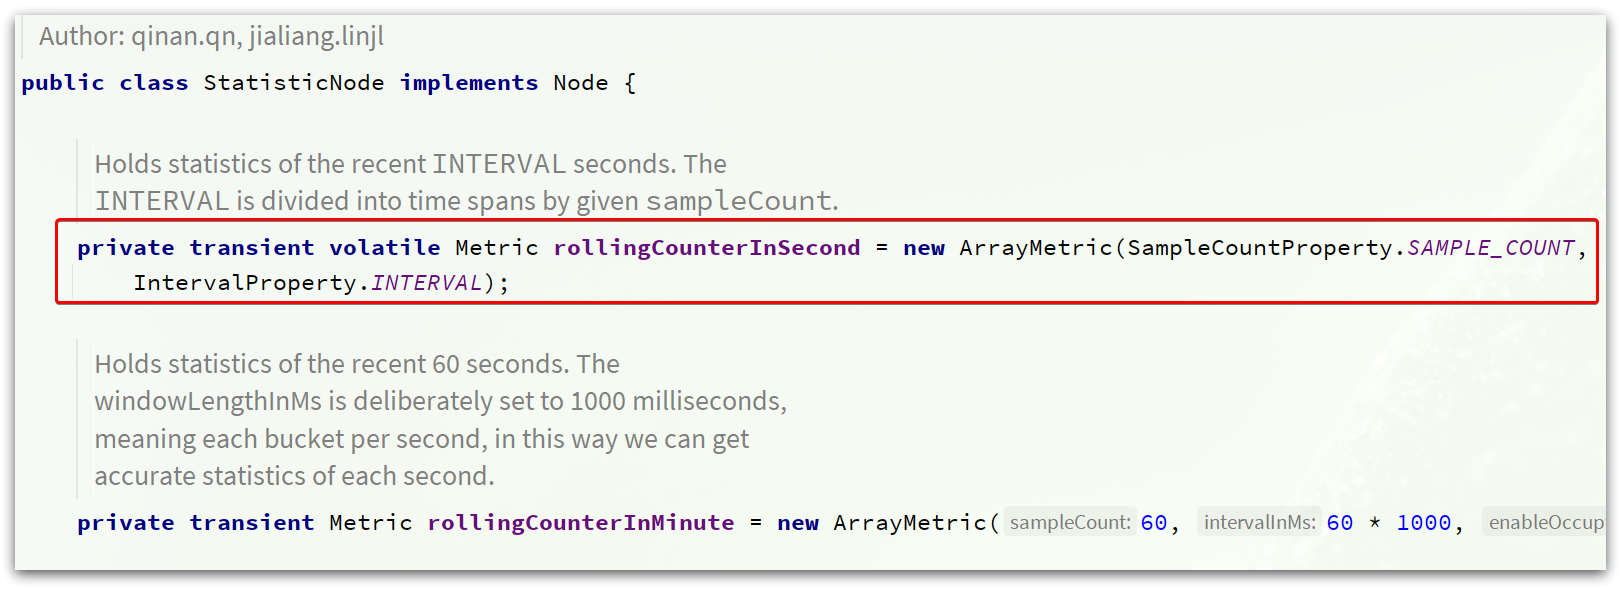 Author: qinan.qn, jialiang.linjl
public class StatisticNode implements Node {
Holds statistics of the recent INTERVAL seconds. The
INTERVAL is divided into time spans by given sampleCount.
private transient volatile Metric rollingCounterInSecond = new ArrayMetric(SampleCountProperty.SAMPLE_COUNT,
IntervalProperty.INTERVAL);
Holds statistics of the recent 60 seconds. The
windowLengthInMs is deliberately set to 1000 milliseconds,
meaning each bucket per second, in this way we can get
accurate statistics of each second.
private transient Metric rollingCounterInMinute = new ArrayMetric( sampleCount: 60, intervalInMs: 60 * 1000, enableOccup